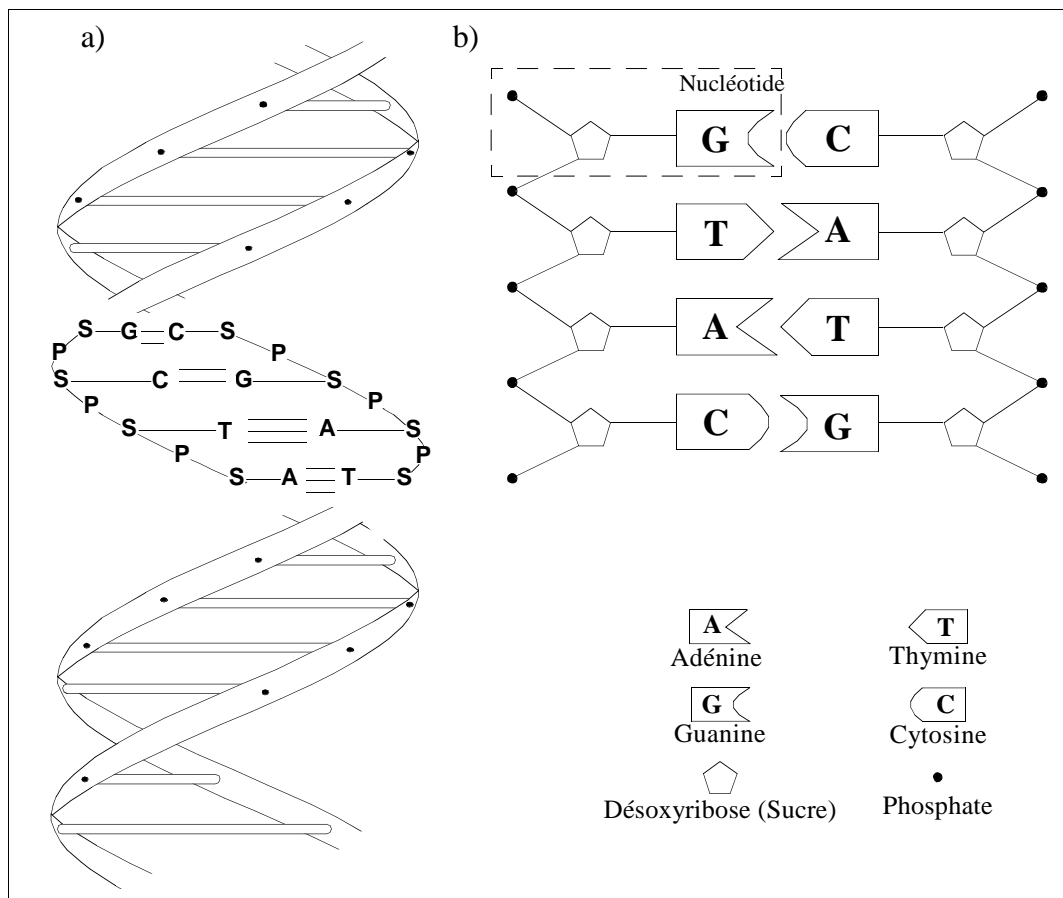 a)
S G C S
P P
S C G S
P P
S T A S
P P
S A T S
b)
Nucléotide
G C
T A
A T
C G
A T
Adénine Thymine
G C
Guanine Cytosine
Désoxyribose (Sucre) Phosphate